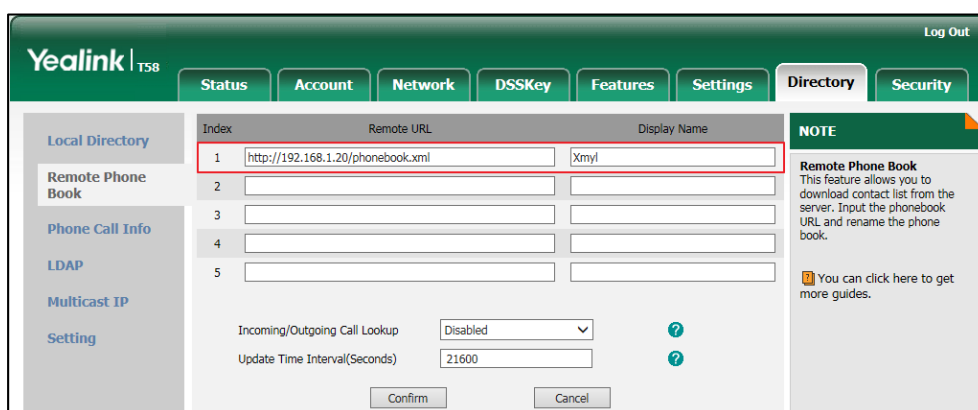 Log Out
Yealink | T58
Status Account Network DSSKey Features Settings Directory Security
Local Directory
Remote Phone
Book
Phone Call Info
LDAP
Multicast IP
Setting
Index Remote URL Display Name
1 http://192.168.1.20/phonebook.xml Xmyl
2
3
4
5
Incoming/Outgoing Call Lookup Disabled
Update Time Interval(Seconds) 21600
Confirm Cancel
NOTE
Remote Phone Book
This feature allows you to
download contact list from the
server. Input the phonebook
URL and rename the phone
book.
You can click here to get
more guides.